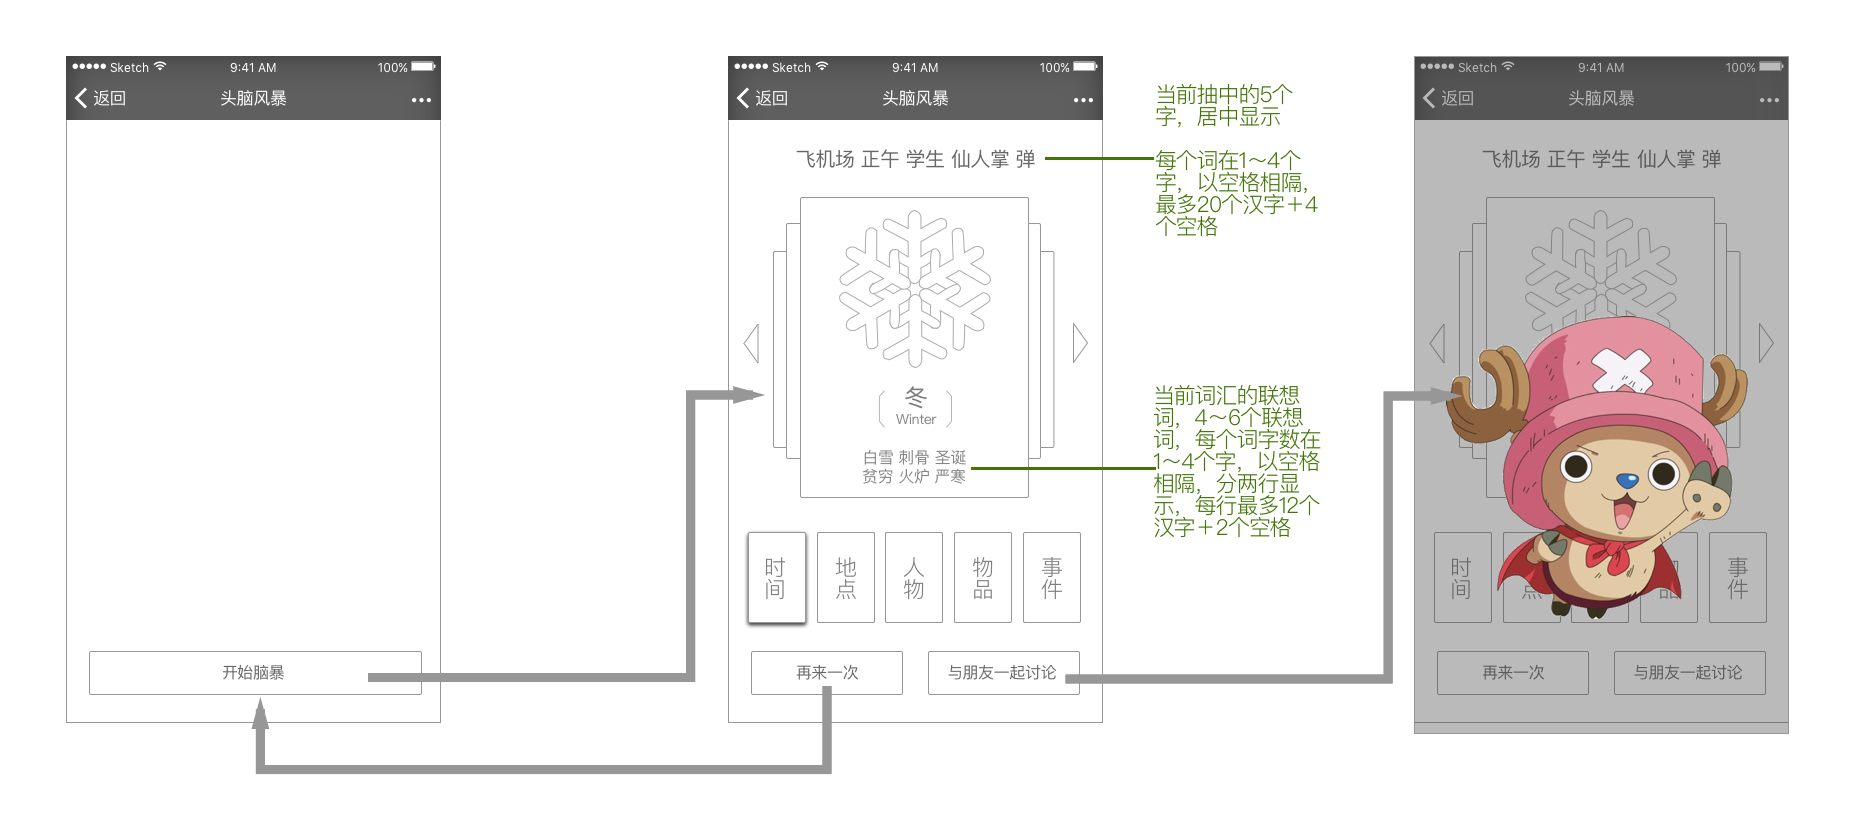 Sketch 9:41 AM 100%
返回 头脑风暴
开始脑暴
Sketch 9:41 AM 100%
返回 头脑风暴
飞机场 正午 学生 仙人掌 弹
冬
Winter
白雪 刺骨 圣诞
贫穷 火炉 严寒
时间
地点
人物
物品
事件
再来一次
与朋友一起讨论
当前抽中的5个
字，居中显示
每个词在1～4个
字，以空格相隔，
最多20个汉字＋4
个空格
当前词汇的联想
词，4～6个联想
词，每个词字数在
1～4个字，以空格
相隔，分两行显
示，每行最多12个
汉字＋2个空格
Sketch 9:41 AM 100%
返回 头脑风暴
飞机场 正午 学生 仙人掌 弹
时间
点
品
事件
再来一次
与朋友一起讨论